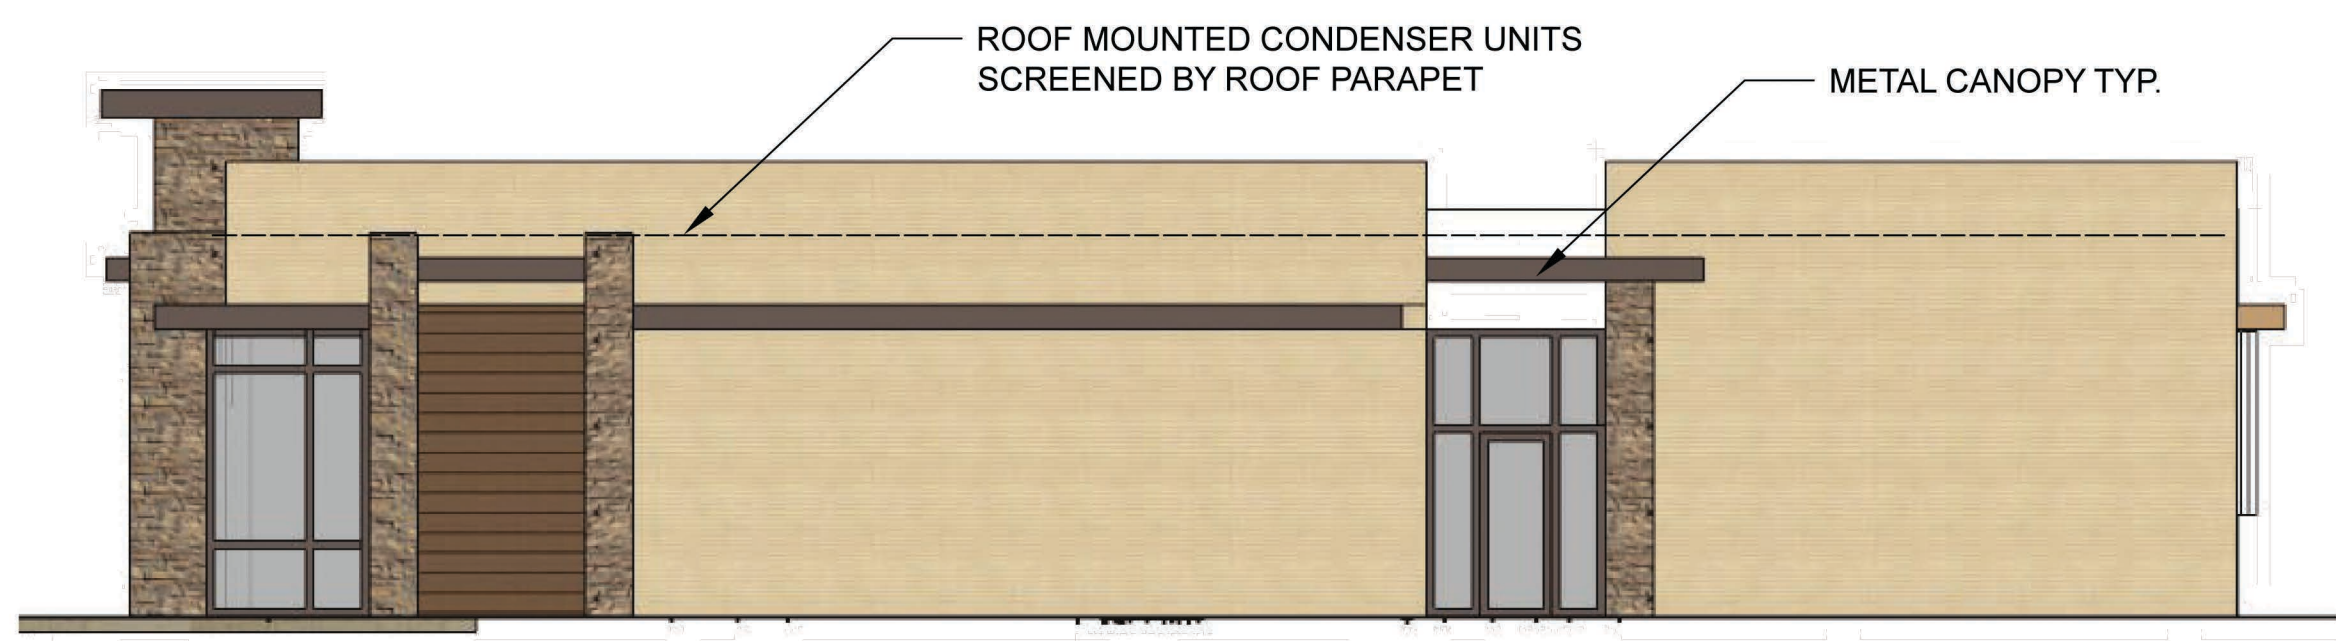 ROOF MOUNTED CONDENSER UNITS
SCREENED BY ROOF PARAPET
METAL CANOPY TYP.